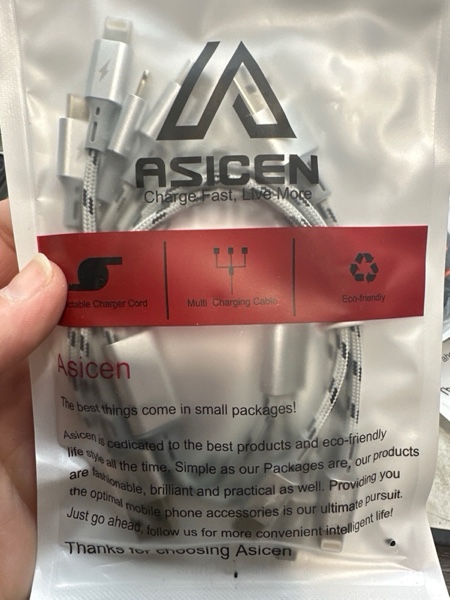 ASICEN
Charge Fast, Live More
ctable Charger Cord
Multi Charging Cable
Eco-friendly
Asicen
The best things come in small packages!
Asicen is dedicated to the best products and eco-friendly
life style all the time, Simple as our Packages are, our products
are fashionable, brilliant and practical as well. Providing you
the optimal mobile phone accessories is our ultimate pursuit.
Just go ahead, follow us for more convenient intelligent life!
Thanks for choosing Asicen